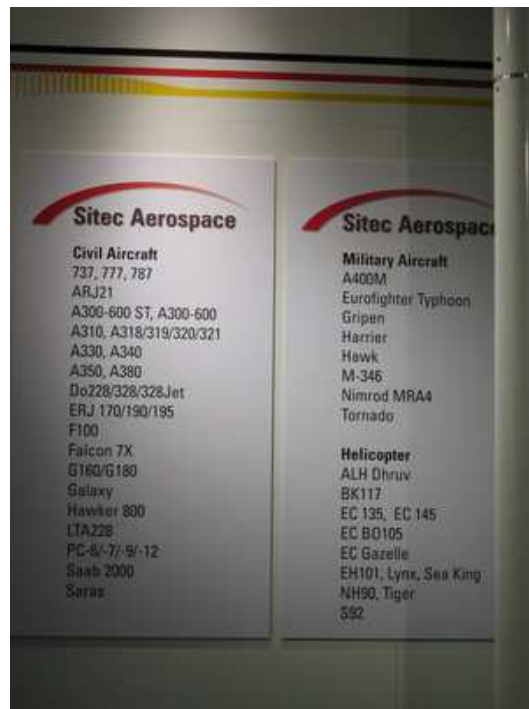 Sitec Aerospace
Civil Aircraft
737, 777, 787
ARJ21
A300-600 ST, A300-600
A310, A318/319/320/321
A330, A340
A350, A380
Do228/328/328Jet
ERJ 170/190/195
F100
Falcon 7X
G160/G180
Galaxy
Hawker 800
LTA228
PC-6/-7/-9/-12
Saab 2000
Saras
Sitec Aerospac
Military Aircraft
A400M
Eurofighter Typhoon
Gripen
Harrier
Hawk
M-346
Nimrod MRA4
Tornado
Helicopter
ALH Dhruv
BK117
EC 135, EC 145
EC BO105
EC Gazelle
EH101, Lynx, Sea King
NH90, Tiger
S92